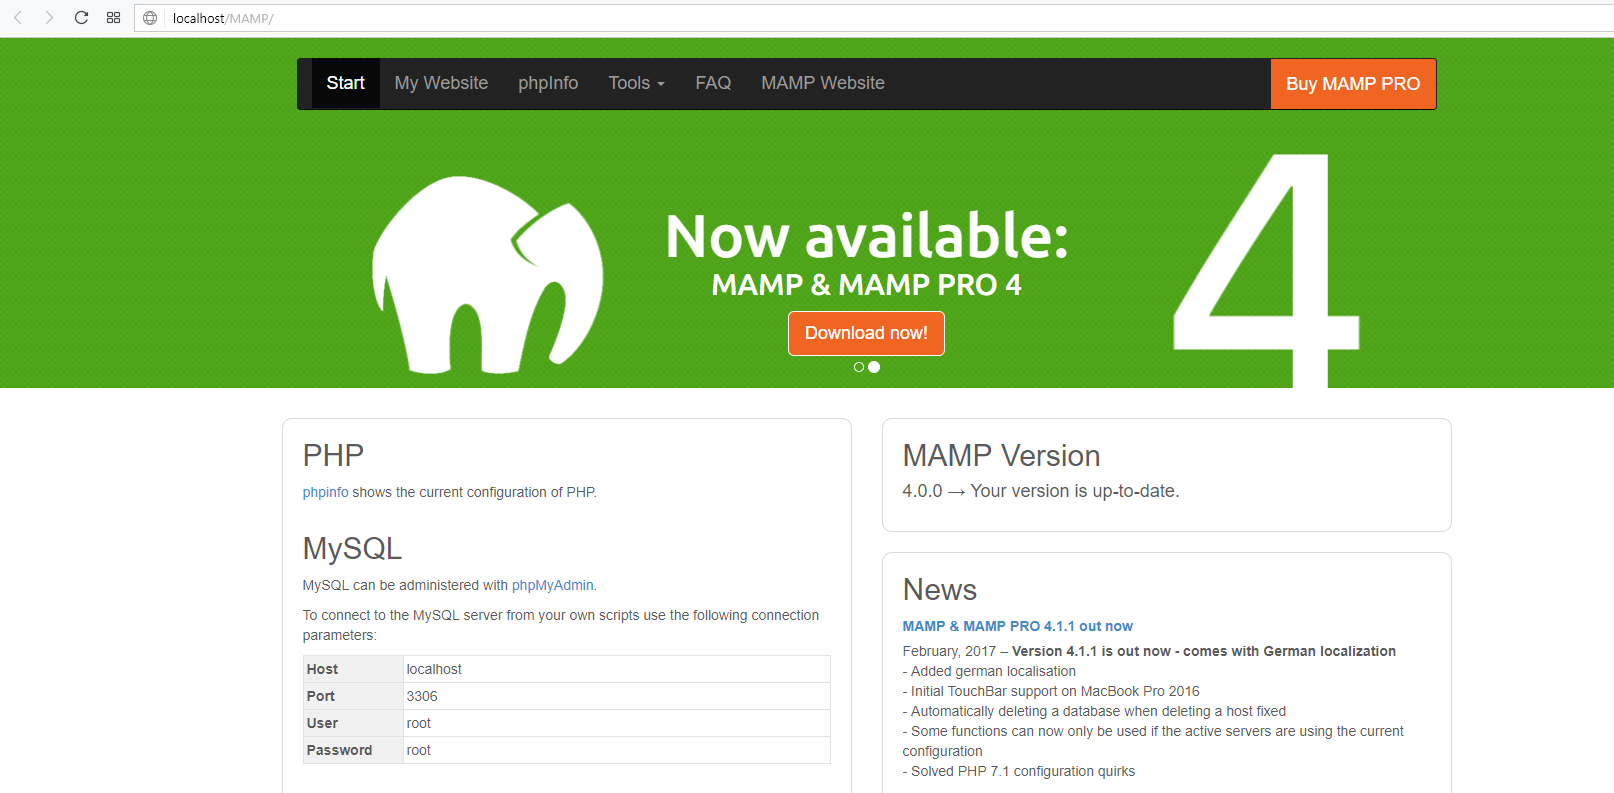 localhost/MAMP/
Start My Website phpInfo Tools FAQ MAMP Website Buy MAMP PRO
Now available:
MAMP & MAMP PRO 4
Download now!
4
PHP
phpinfo shows the current configuration of PHP.
MySQL
MySQL can be administered with phpMyAdmin.
To connect to the MySQL server from your own scripts use the following connection
parameters:
Host localhost
Port 3306
User root
Password root
MAMP Version
4.0.0 → Your version is up-to-date.
News
MAMP & MAMP PRO 4.1.1 out now
February, 2017 – Version 4.1.1 is out now - comes with German localization
- Added german localisation
- Initial TouchBar support on MacBook Pro 2016
- Automatically deleting a database when deleting a host fixed
- Some functions can now only be used if the active servers are using the current
configuration
- Solved PHP 7.1 configuration quirks